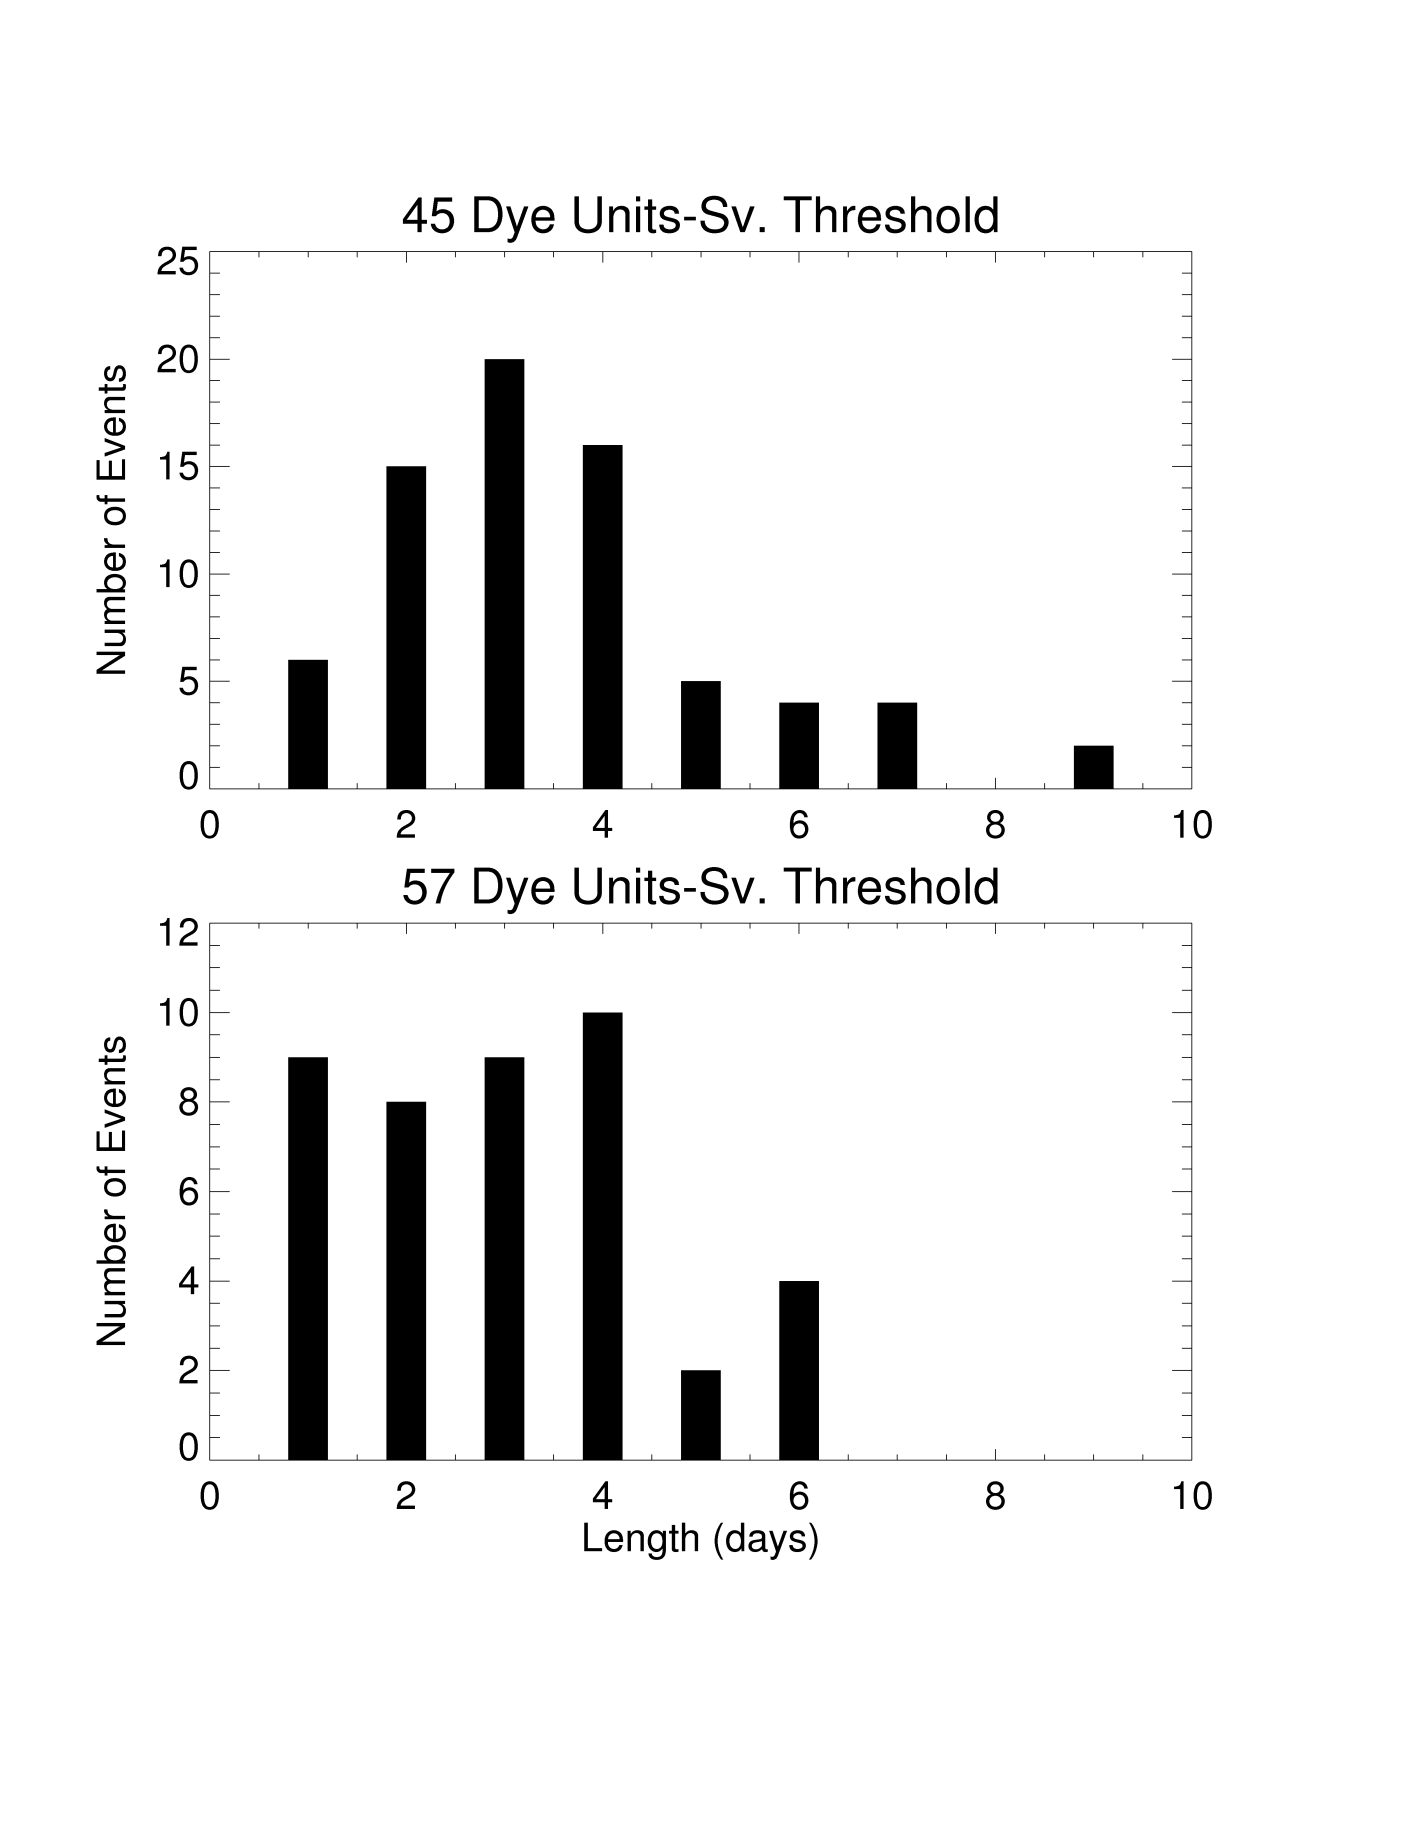 45 Dye Units-Sv. Threshold
25
20
15
10
5
0
Number of Events
0 2 4 6 8 10
57 Dye Units-Sv. Threshold
12
10
8
6
4
2
0
Number of Events
0 2 4 6 8 10
Length (days)